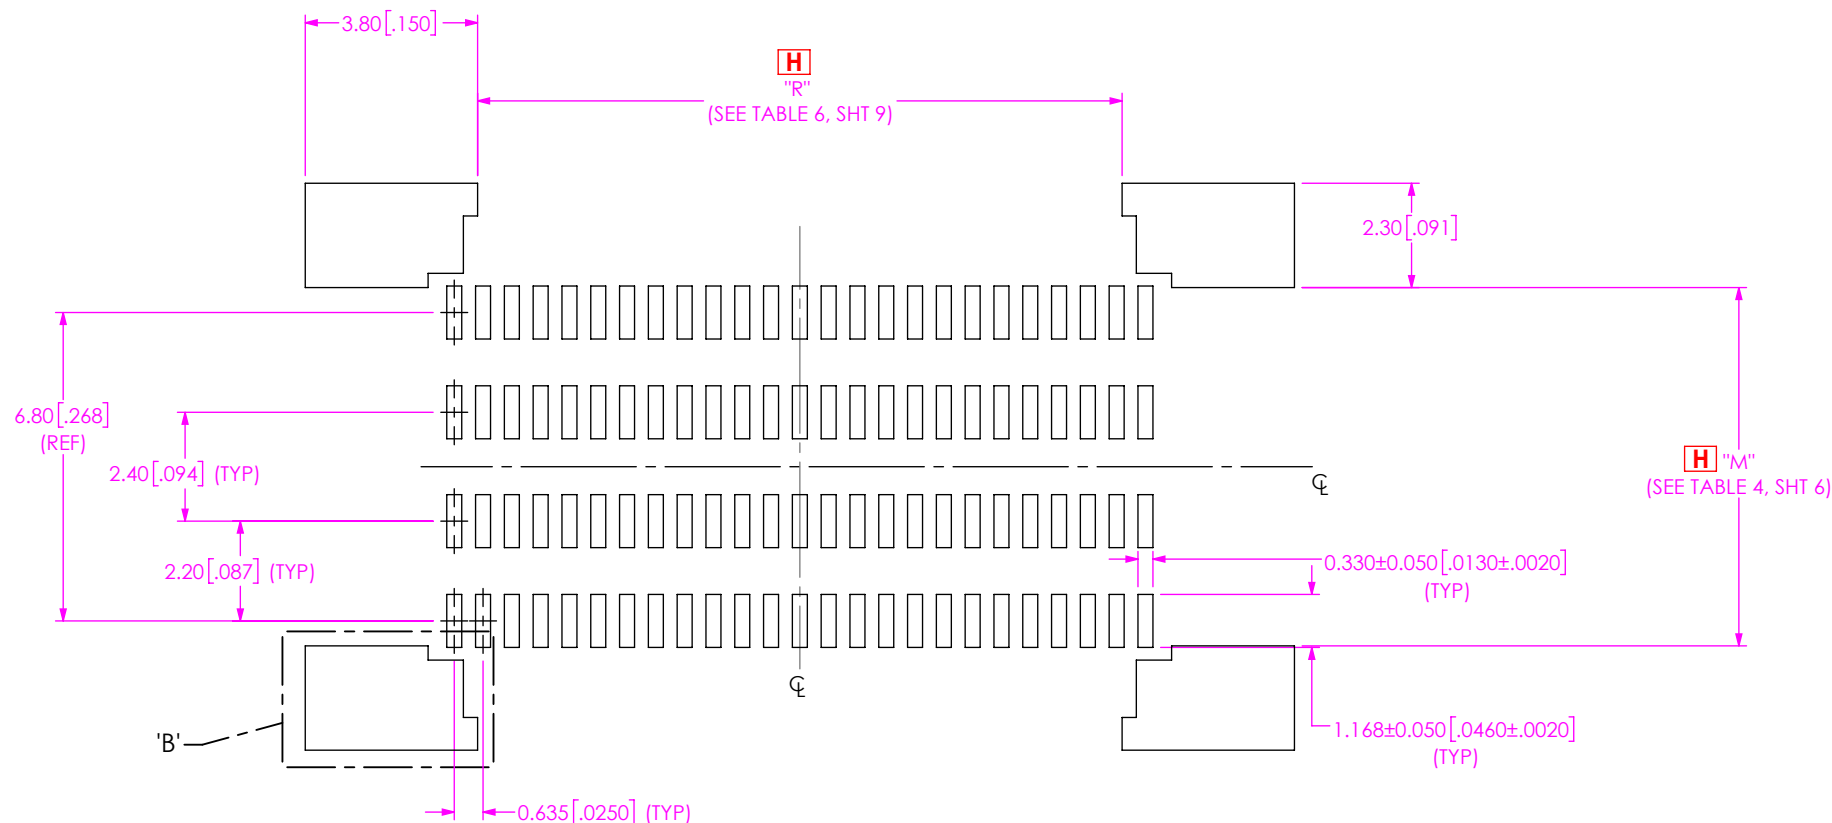 3.80[.150]
H
"R"
(SEE TABLE 6, SHT 9)
2.30[.091]
6.80[.268]
(REF)
2.40[.094] (TYP)
2.20[.087] (TYP)
℄
H "M"
(SEE TABLE 4, SHT 6)
0.330±0.050[.0130±.0020]
(TYP)
℄
'B'
1.168±0.050[.0460±.0020]
(TYP)
0.635[.0250] (TYP)